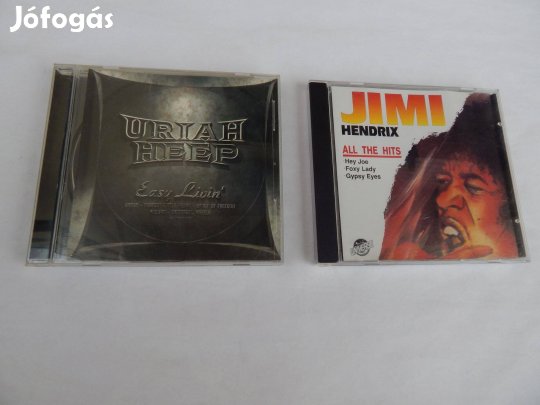 Jófogás
URIAH
HEEP
Easy Livin'
JIMI
HENDRIX
ALL THE HITS
Hey Joe
Foxy Lady
Gypsy Eyes